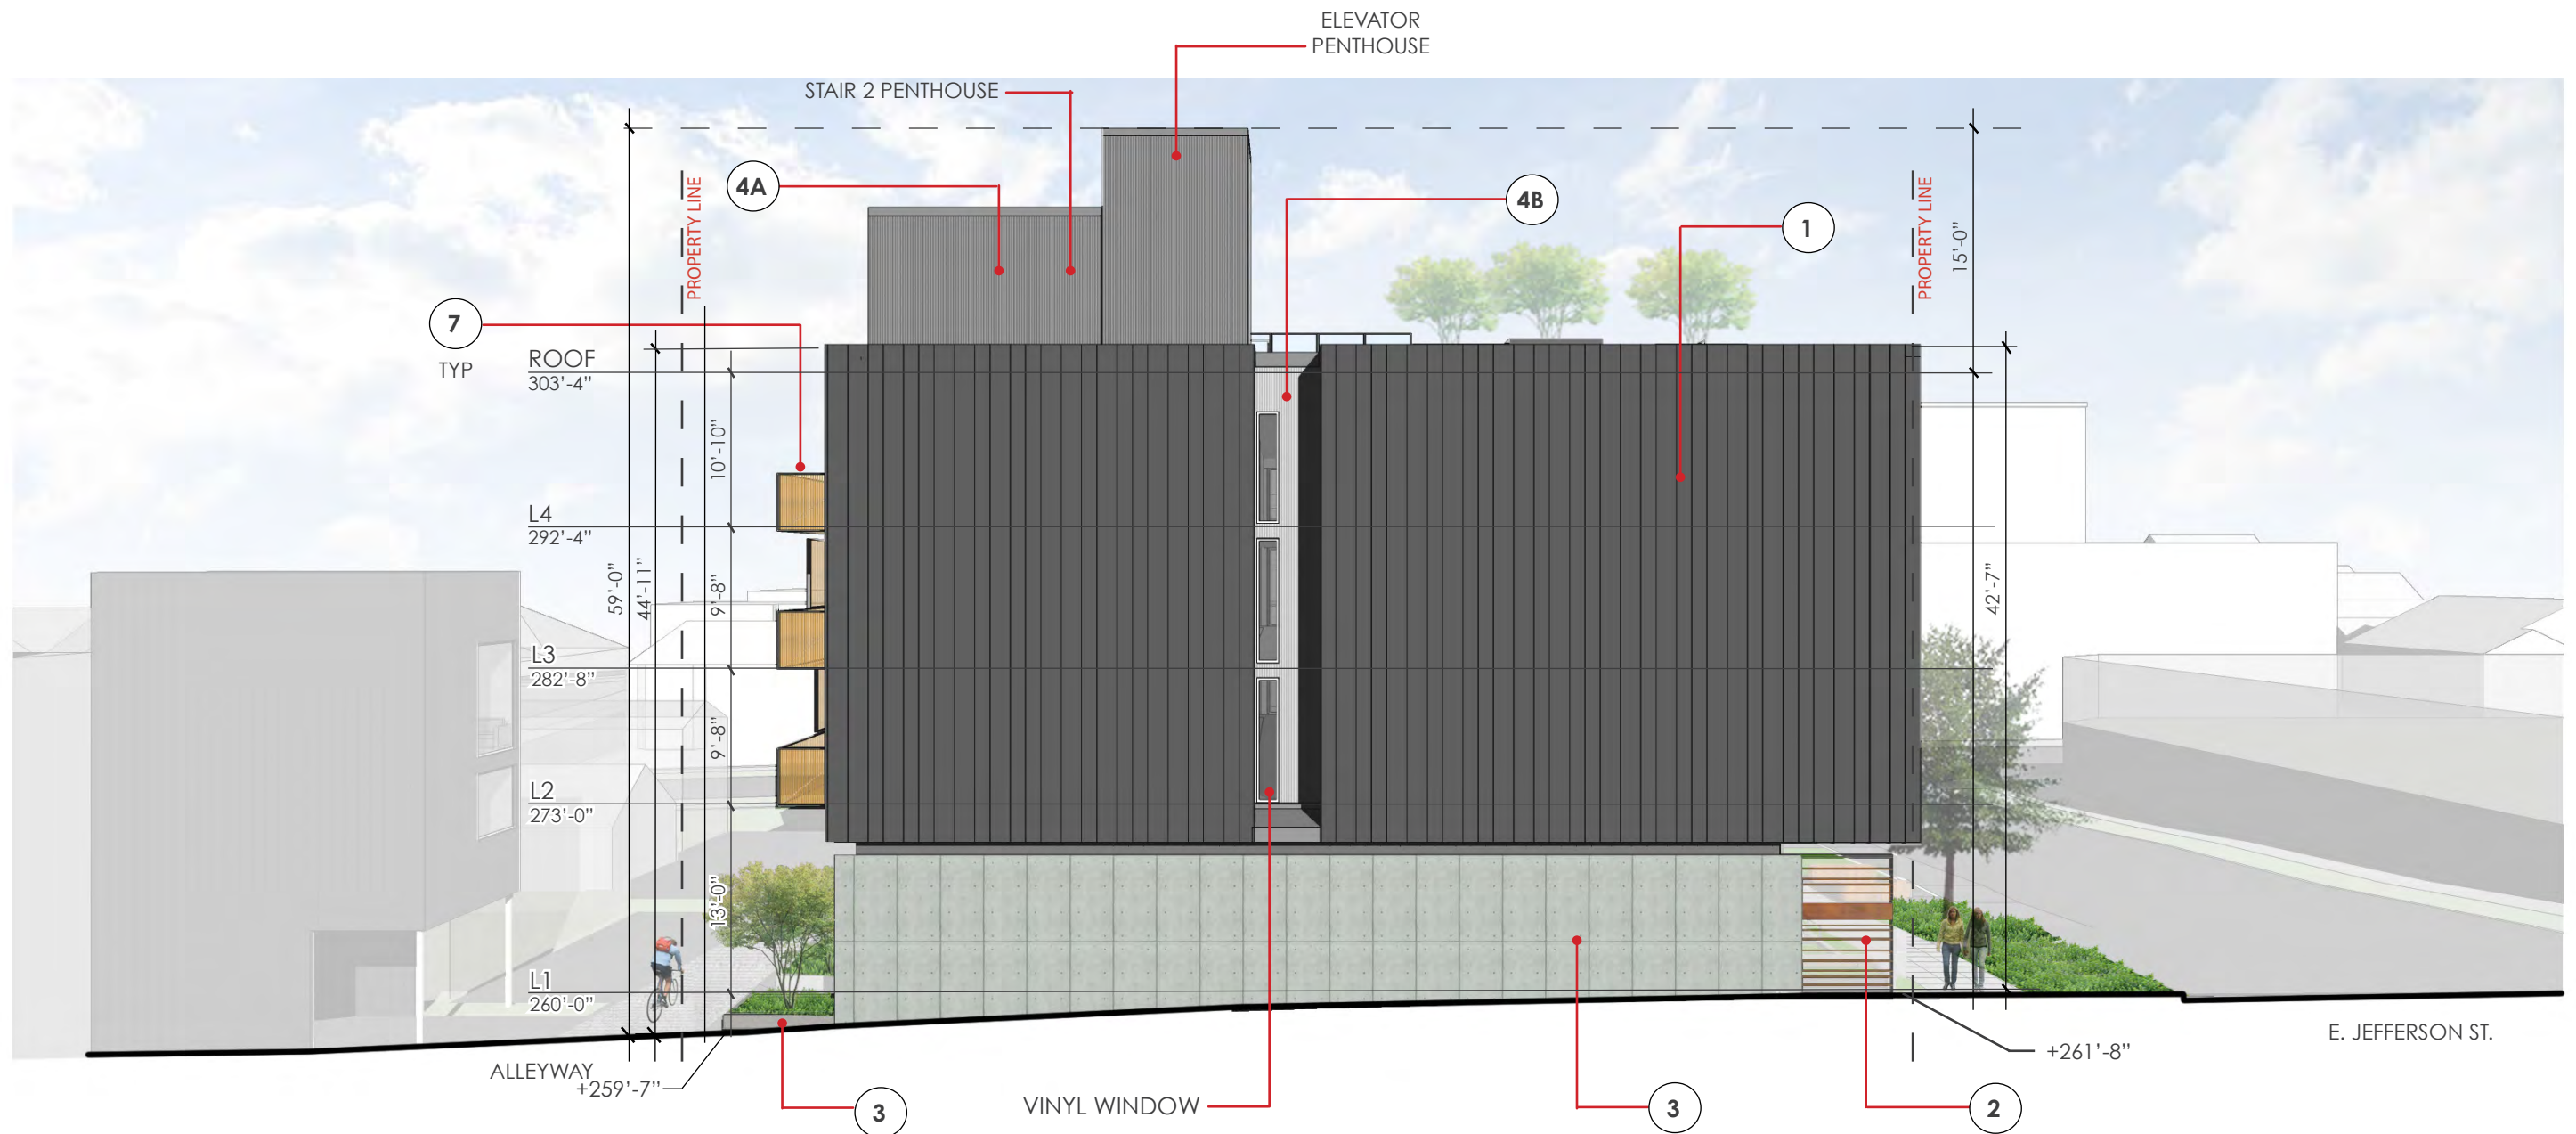 ELEVATOR
PENTHOUSE
STAIR 2 PENTHOUSE
4A
4B
1
PROPERTY LINE
PROPERTY LINE
15'-0"
7
TYP
ROOF
303'-4"
10'-10"
L4
292'-4"
59'-0"
44'-11"
9'-8"
42'-7"
L3
282'-8"
9'-8"
L2
273'-0"
13'-0"
L1
260'-0"
E. JEFFERSON ST.
ALLEYWAY
+259'-7"
+261'-8"
3
VINYL WINDOW
3
2